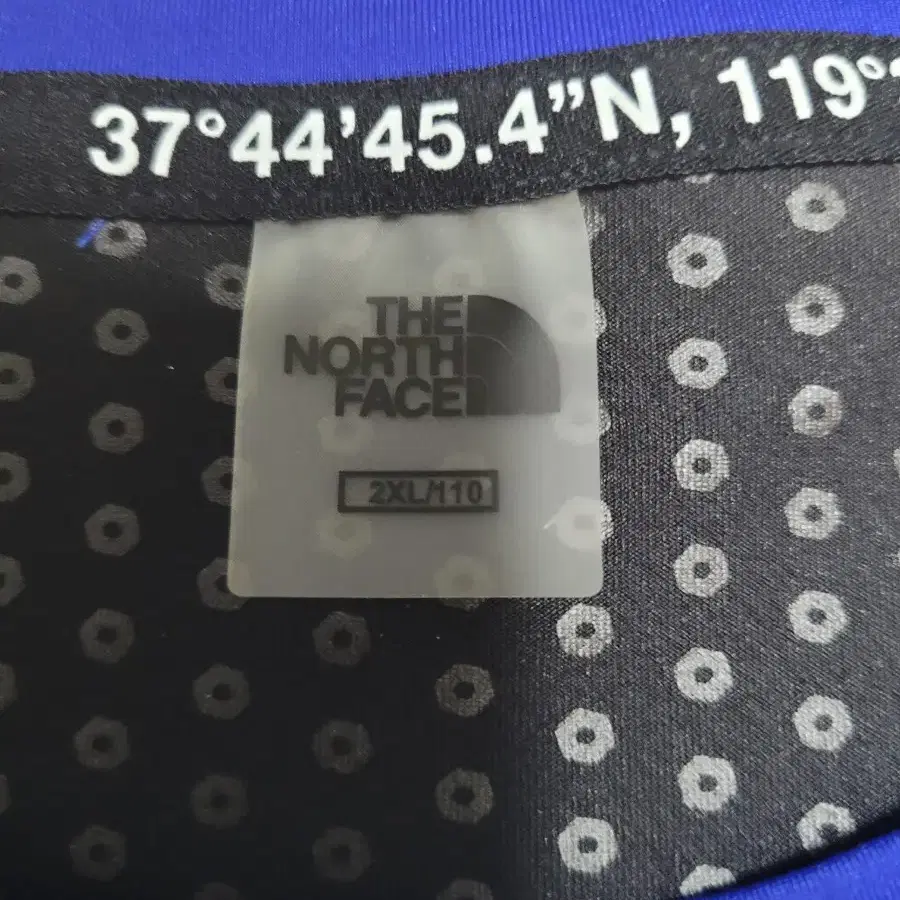 37°44’45.4”N, 119°
THE
NORTH
FACE
2XL/110